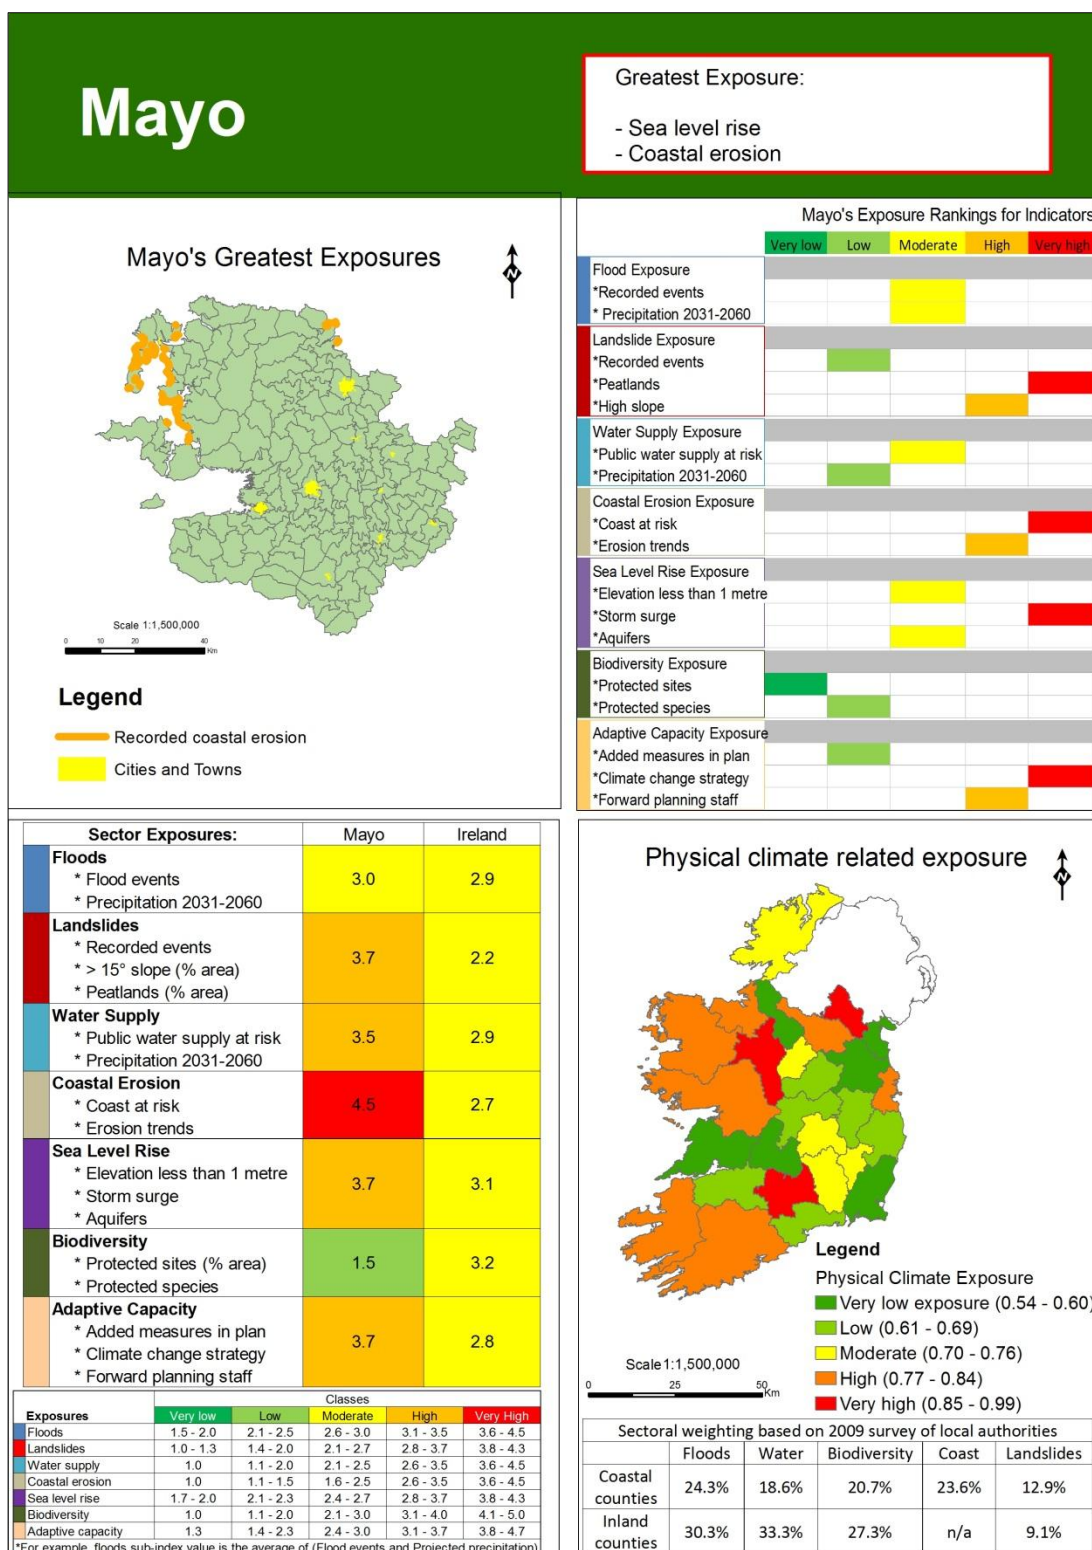 Mayo
Greatest Exposure:
- Sea level rise
- Coastal erosion
Mayo's Greatest Exposures
N
Scale 1:1,500,000
0 10 20 40
Km
Legend
Recorded coastal erosion
Cities and Towns
Mayo's Exposure Rankings for Indicators
Very low Low Moderate High Very high
Flood Exposure
*Recorded events
* Precipitation 2031-2060
Landslide Exposure
*Recorded events
*Peatlands
*High slope
Water Supply Exposure
*Public water supply at risk
*Precipitation 2031-2060
Coastal Erosion Exposure
*Coast at risk
*Erosion trends
Sea Level Rise Exposure
*Elevation less than 1 metre
*Storm surge
*Aquifers
Biodiversity Exposure
*Protected sites
*Protected species
Adaptive Capacity Exposure
*Added measures in plan
*Climate change strategy
*Forward planning staff
Sector Exposures: Mayo Ireland
Floods
* Flood events 3.0 2.9
* Precipitation 2031-2060
Landslides
* Recorded events
* > 15° slope (% area) 3.7 2.2
* Peatlands (% area)
Water Supply
* Public water supply at risk 3.5 2.9
* Precipitation 2031-2060
Coastal Erosion
* Coast at risk 4.5 2.7
* Erosion trends
Sea Level Rise
* Elevation less than 1 metre
* Storm surge 3.7 3.1
* Aquifers
Biodiversity
* Protected sites (% area) 1.5 3.2
* Protected species
Adaptive Capacity
* Added measures in plan
* Climate change strategy 3.7 2.8
* Forward planning staff
Classes
Exposures Very low Low Moderate High Very High
Floods 1.5 - 2.0 2.1 - 2.5 2.6 - 3.0 3.1 - 3.5 3.6 - 4.5
Landslides 1.0 - 1.3 1.4 - 2.0 2.1 - 2.7 2.8 - 3.7 3.8 - 4.3
Water supply 1.0 1.1 - 2.0 2.1 - 2.5 2.6 - 3.5 3.6 - 4.5
Coastal erosion 1.0 1.1 - 1.5 1.6 - 2.5 2.6 - 3.5 3.6 - 4.5
Sea level rise 1.7 - 2.0 2.1 - 2.3 2.4 - 2.7 2.8 - 3.7 3.8 - 4.3
Biodiversity 1.0 1.1 - 2.0 2.1 - 3.0 3.1 - 4.0 4.1 - 5.0
Adaptive capacity 1.3 1.4 - 2.3 2.4 - 3.0 3.1 - 3.7 3.8 - 4.7
*For example, floods sub-index value is the average of (Flood events and Projected precipitation)
Physical climate related exposure
N
Legend
Physical Climate Exposure
Very low exposure (0.54 - 0.60)
Low (0.61 - 0.69)
Moderate (0.70 - 0.76)
High (0.77 - 0.84)
Very high (0.85 - 0.99)
Scale 1:1,500,000
0 25 50
Km
Sectoral weighting based on 2009 survey of local authorities
Floods Water Biodiversity Coast Landslides
Coastal counties 24.3% 18.6% 20.7% 23.6% 12.9%
Inland counties 30.3% 33.3% 27.3% n/a 9.1%